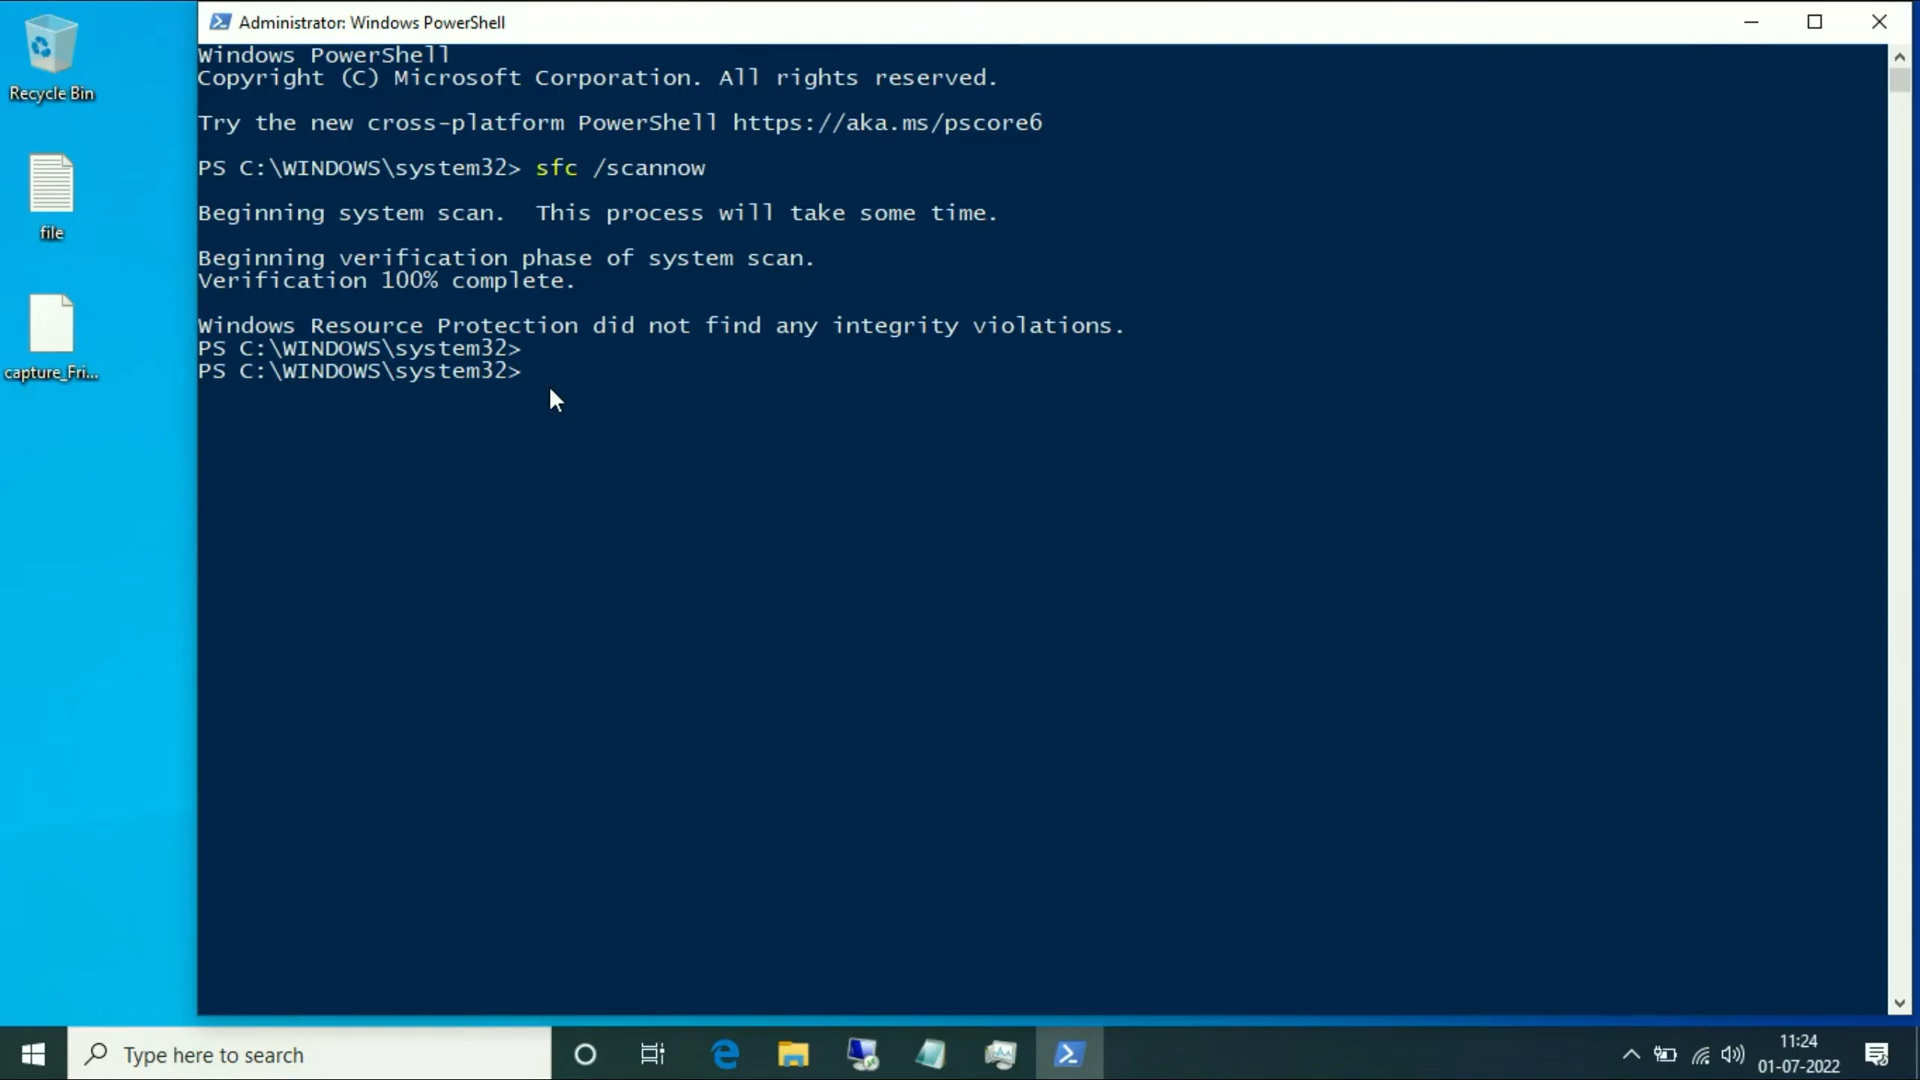 Administrator: Windows PowerShell
Recycle Bin
file
capture_Fri...
Windows PowerShell
Copyright (C) Microsoft Corporation. All rights reserved.
Try the new cross-platform PowerShell https://aka.ms/pscore6
PS C:\WINDOWS\system32> sfc /scannow
Beginning system scan.  This process will take some time.
Beginning verification phase of system scan.
Verification 100% complete.
Windows Resource Protection did not find any integrity violations.
PS C:\WINDOWS\system32>
PS C:\WINDOWS\system32>
Type here to search
11:24
01-07-2022